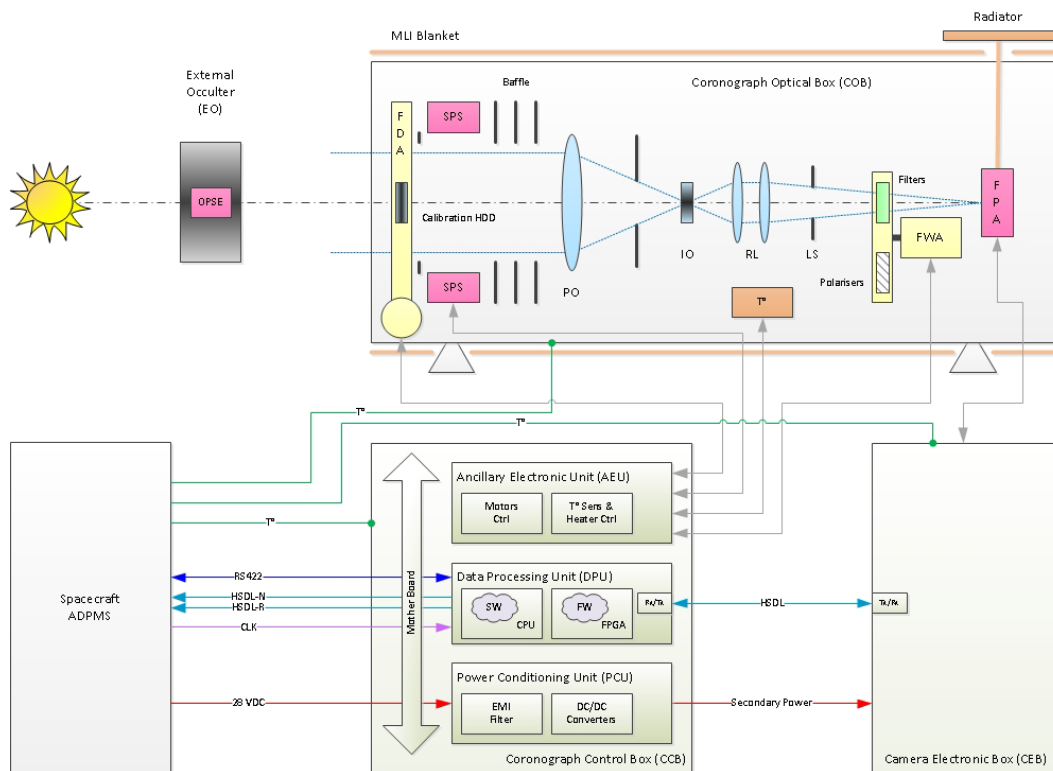 Radiator
MLI Blanket
External
Occulter
(EO)
Baffle
Coronograph Optical Box (COB)
F
D
A
SPS
OPSE
Calibration HDD
Filters
F
P
A
FWA
SPS
PO
IO
RL
LS
Polarisers
T°
T°
T°
Ancillary Electronic Unit (AEU)
Motors
Ctrl
T° Sens &
Heater Ctrl
T°
Spacecraft
ADPMS
RS422
HSDL-N
HSDL-R
CLK
Mother Board
Data Processing Unit (DPU)
SW
CPU
FW
FPGA
Rx/Tx
HSDL
Tx/Rx
28 VDC
Power Conditioning Unit (PCU)
EMI
Filter
DC/DC
Converters
Secondary Power
Coronograph Control Box (CCB)
Camera Electronic Box (CEB)